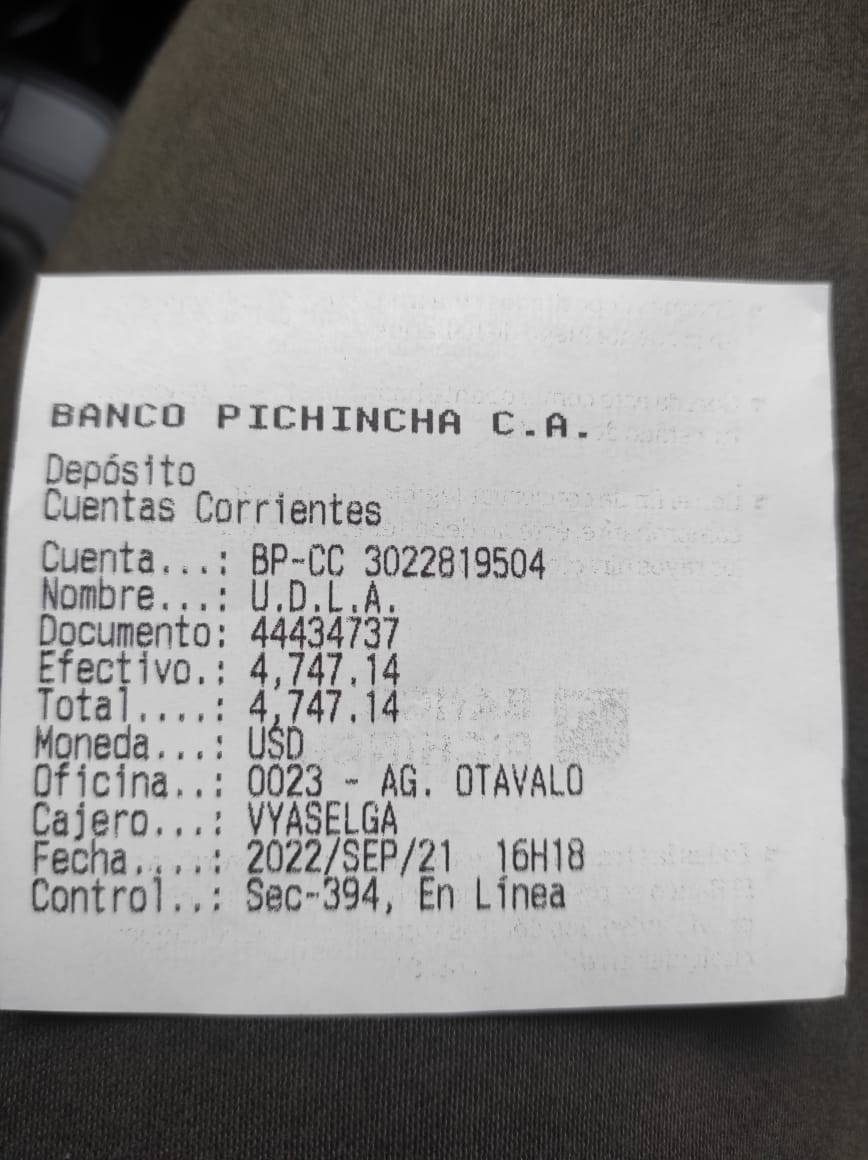 BANCO PICHINCHA C.A.
Depósito
Cuentas Corrientes
Cuenta...: BP-CC 3022819504
Nombre...: U.D.L.A.
Documento: 44434737
Efectivo.: 4,747.14
Total....: 4,747.14
Moneda...: USD
Oficina..: 0023 - AG. OTAVALO
Cajero...: VYASELGA
Fecha....: 2022/SEP/21 16H18
Control..: Sec-394, En Línea